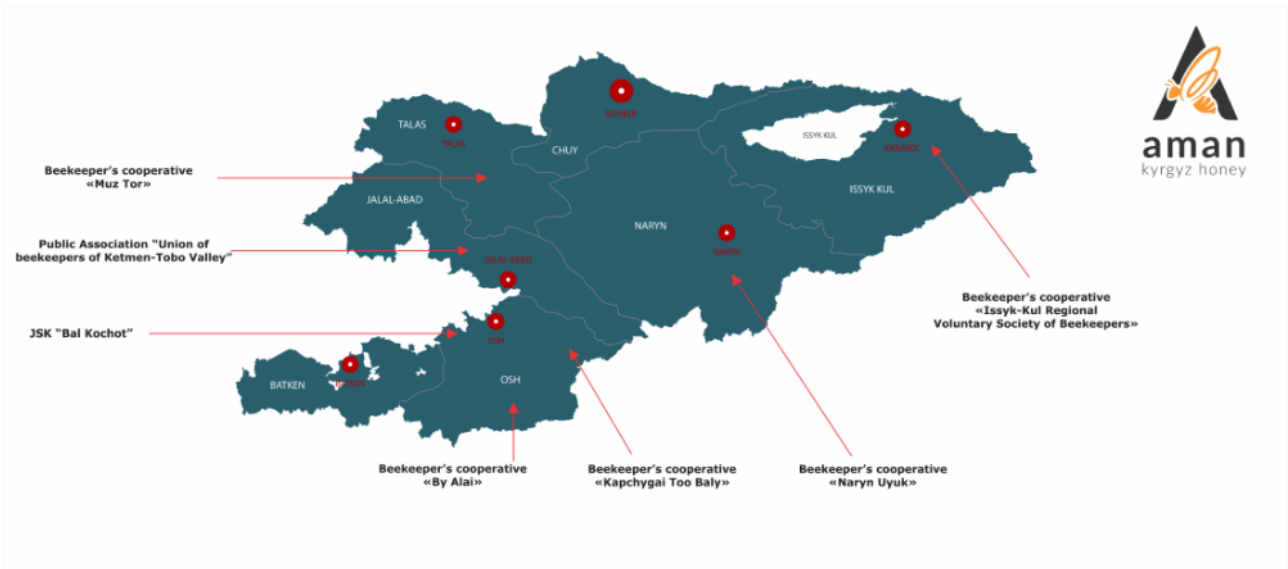 aman
kyrgyz honey
BISHKEK
TALAS
TALAS
CHUY
ISSYK KUL
KARAKOL
ISSYK KUL
JALAL-ABAD
NARYN
NARYN
JALAL-ABAD
OSH
OSH
BATKEN
BATKEN
Beekeeper's cooperative
«Muz Tor»
Public Association “Union of
beekeepers of Ketmen-Tobo Valley”
JSK “Bal Kochot”
Beekeeper's cooperative
«By Alai»
Beekeeper's cooperative
«Kapchygai Too Baly»
Beekeeper's cooperative
«Naryn Uyuk»
Beekeeper's cooperative
«Issyk-Kul Regional
Voluntary Society of Beekeepers»